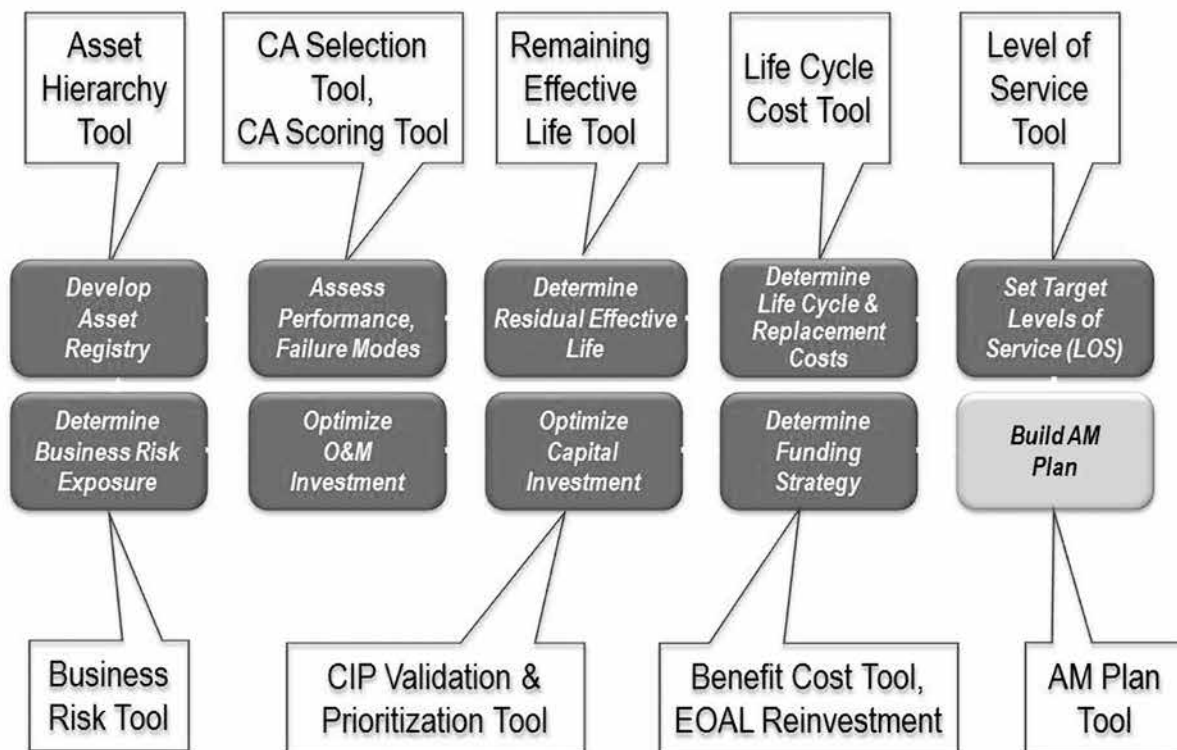 Asset
Hierarchy
Tool
CA Selection
Tool,
CA Scoring Tool
Remaining
Effective
Life Tool
Life Cycle
Cost Tool
Level of
Service
Tool
Develop
Asset
Registry
Assess
Performance,
Failure Modes
Determine
Residual Effective
Life
Determine
Life Cycle &
Replacement
Costs
Set Target
Levels of
Service (LOS)
Determine
Business Risk
Exposure
Optimize
O&M
Investment
Optimize
Capital
Investment
Determine
Funding
Strategy
Build AM
Plan
Business
Risk Tool
CIP Validation &
Prioritization Tool
Benefit Cost Tool,
EOAL Reinvestment
AM Plan
Tool